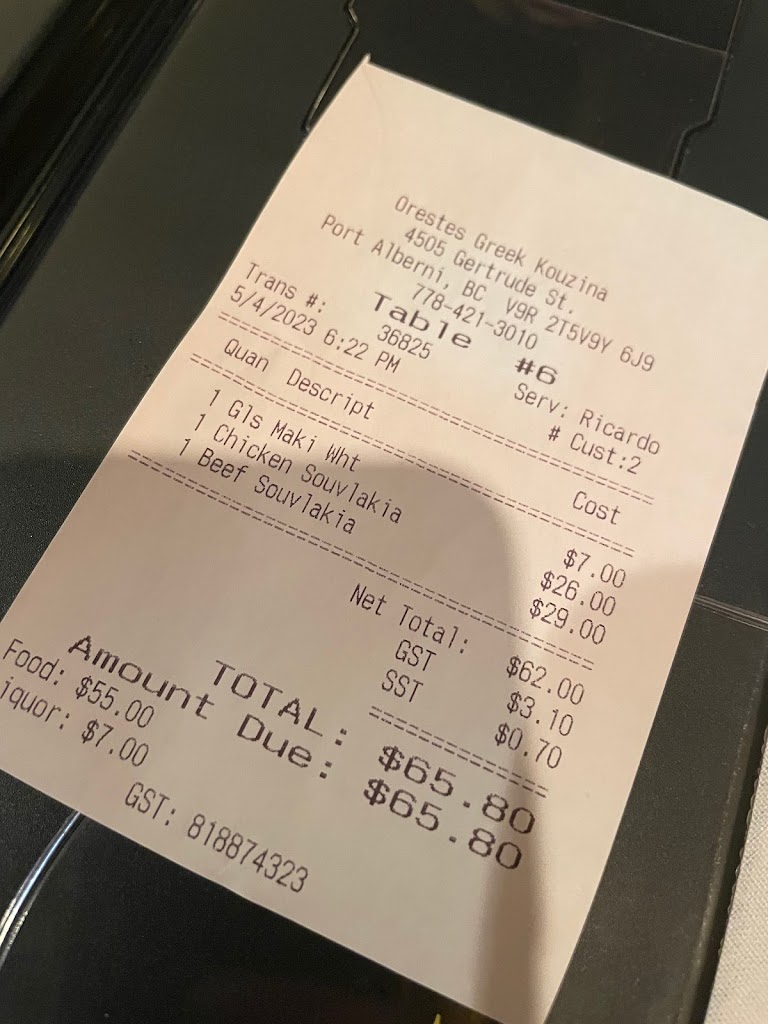 Orestes Greek Kouzina
4505 Gertrude St.
Port Alberni, BC V9R 2T5V9Y 6J9
778-421-3010
Table #6
Trans #: 36825 Serv: Ricardo
5/4/2023 6:22 PM # Cust:2
Quan Descript Cost
1 Gls Maki Wht $7.00
1 Chicken Souvlakia $26.00
1 Beef Souvlakia $29.00
Net Total: $62.00
GST $3.10
SST $0.70
TOTAL: $65.80
Amount Due: $65.80
Food: $55.00
iquor: $7.00
GST: 818874323